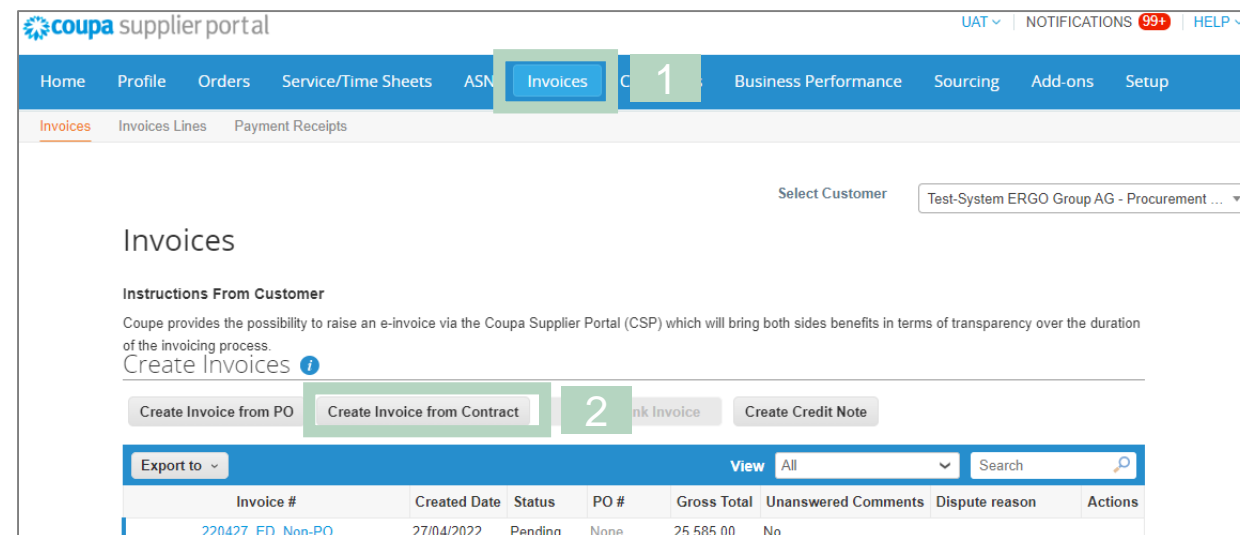 coupa supplier portal
UAT NOTIFICATIONS 99+ HELP
Home Profile Orders Service/Time Sheets ASN Invoices 1 Business Performance Sourcing Add-ons Setup
Invoices Invoices Lines Payment Receipts
Select Customer Test-System ERGO Group AG - Procurement ...
Invoices
Instructions From Customer
Coupe provides the possibility to raise an e-invoice via the Coupa Supplier Portal (CSP) which will bring both sides benefits in terms of transparency over the duration
of the invoicing process.
Create Invoices i
Create Invoice from PO Create Invoice from Contract 2 Invoice Create Credit Note
Export to View All Search
Invoice # Created Date Status PO # Gross Total Unanswered Comments Dispute reason Actions
220427_ED_Non-PO 27/04/2022 Pending None 25,585.00 No